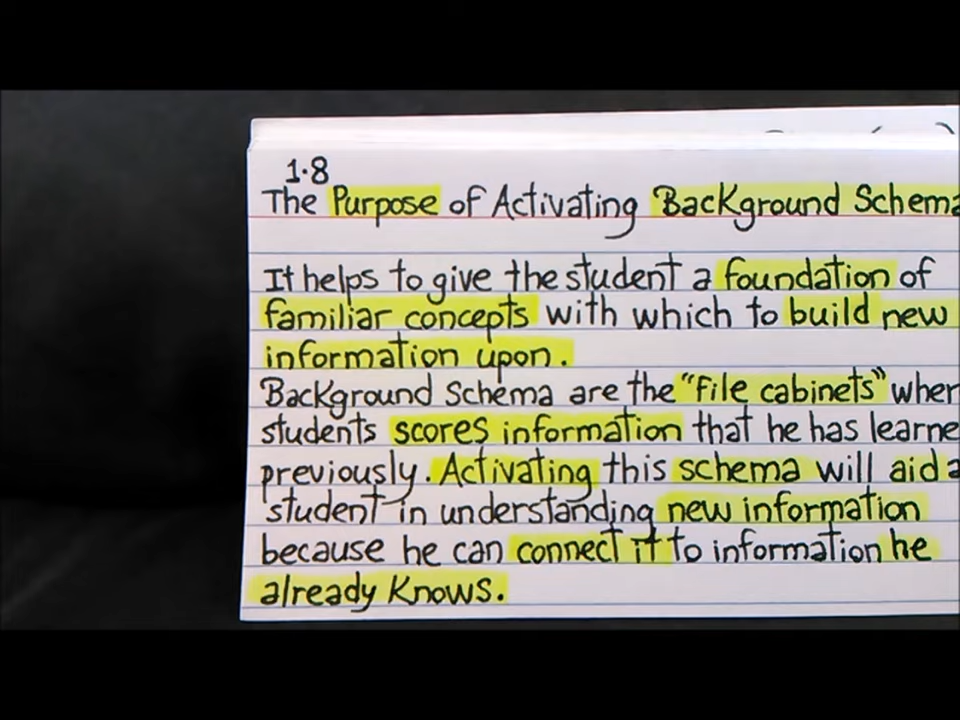 1.8
The Purpose of Activating Background Schema
It helps to give the student a foundation of
familiar concepts with which to build new
information upon.
Background Schema are the "file cabinets" wher
students scores information that he has learne
previously. Activating this schema will aid a
student in understanding new information
because he can connect it to information he
already knows.